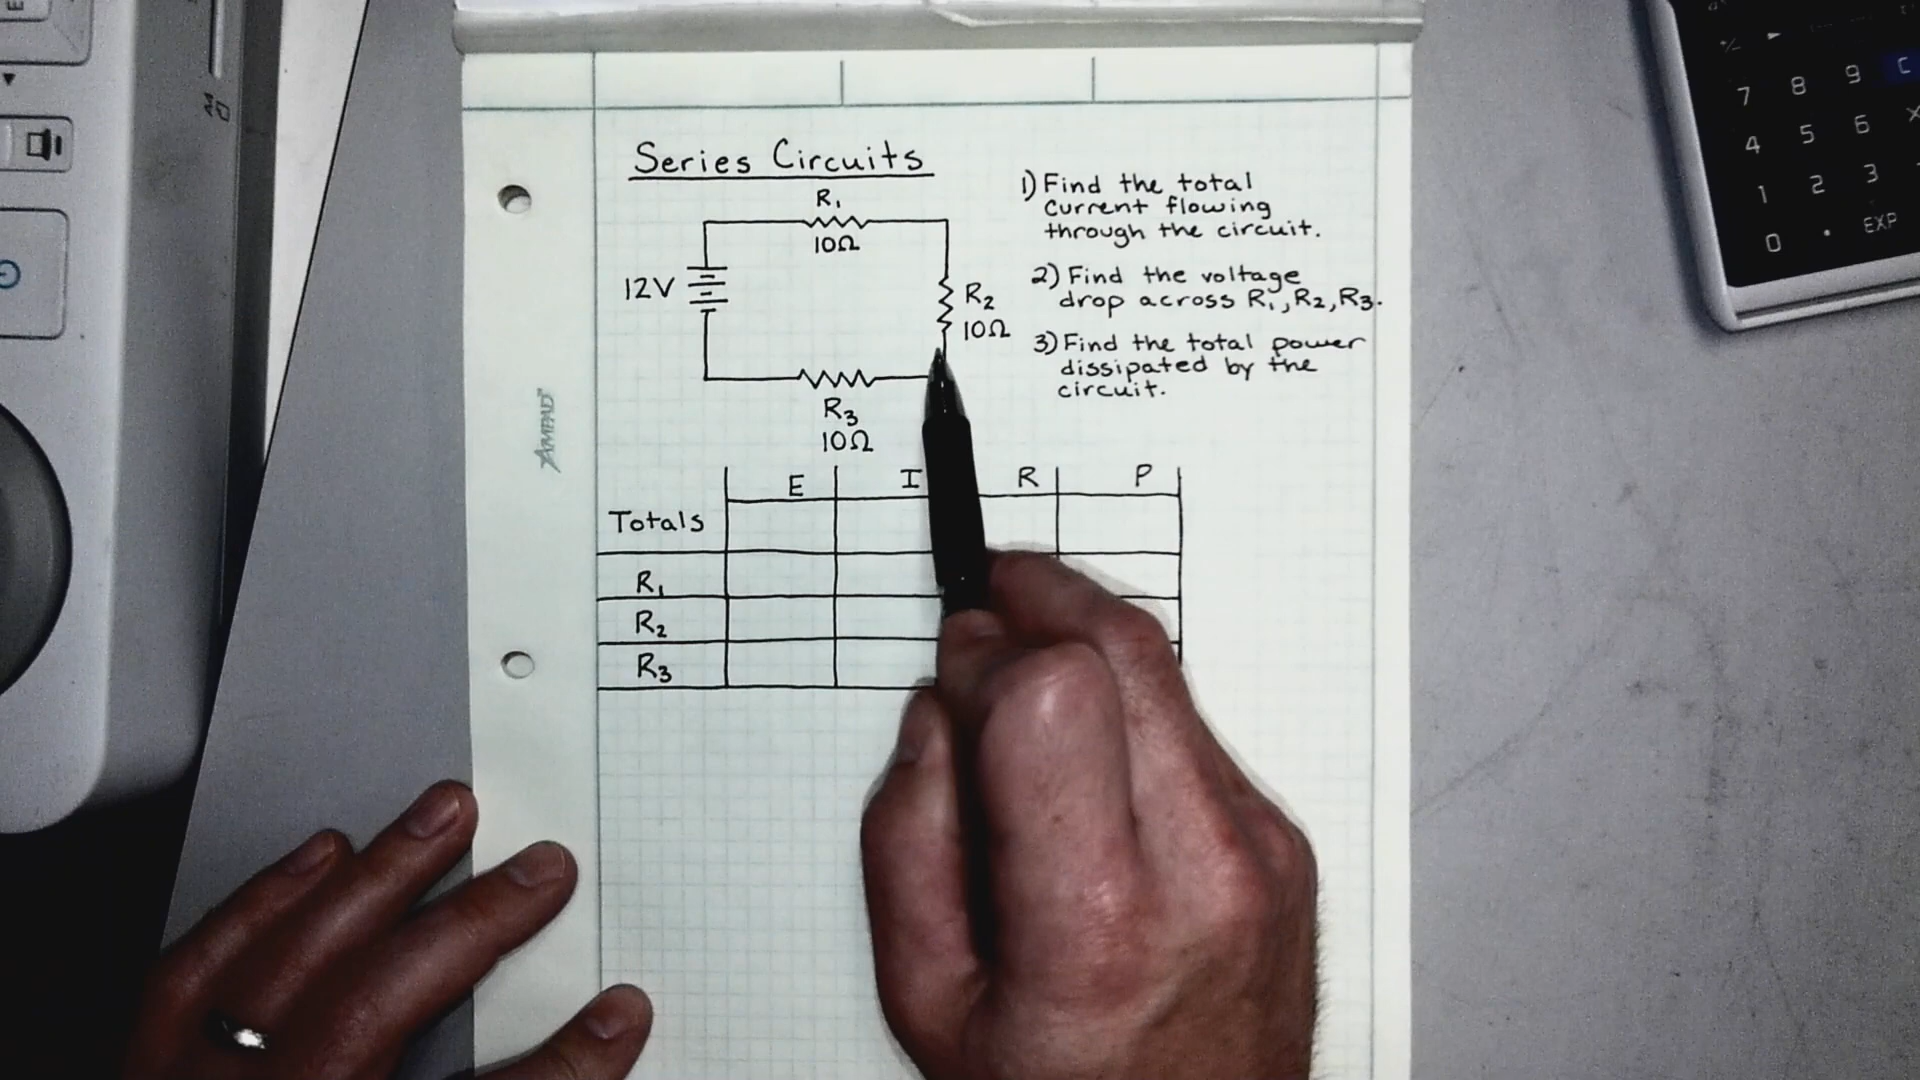 Series Circuits
R1
10Ω
12V
R2
10Ω
R3
10Ω
1) Find the total
current flowing
through the circuit.
2) Find the voltage
drop across R1, R2, R3.
3) Find the total power
dissipated by the
circuit.
E I R P
Totals
R1
R2
R3
AMPAD
7 8 9 C
4 5 6 X
1 2 3
0 . EXP